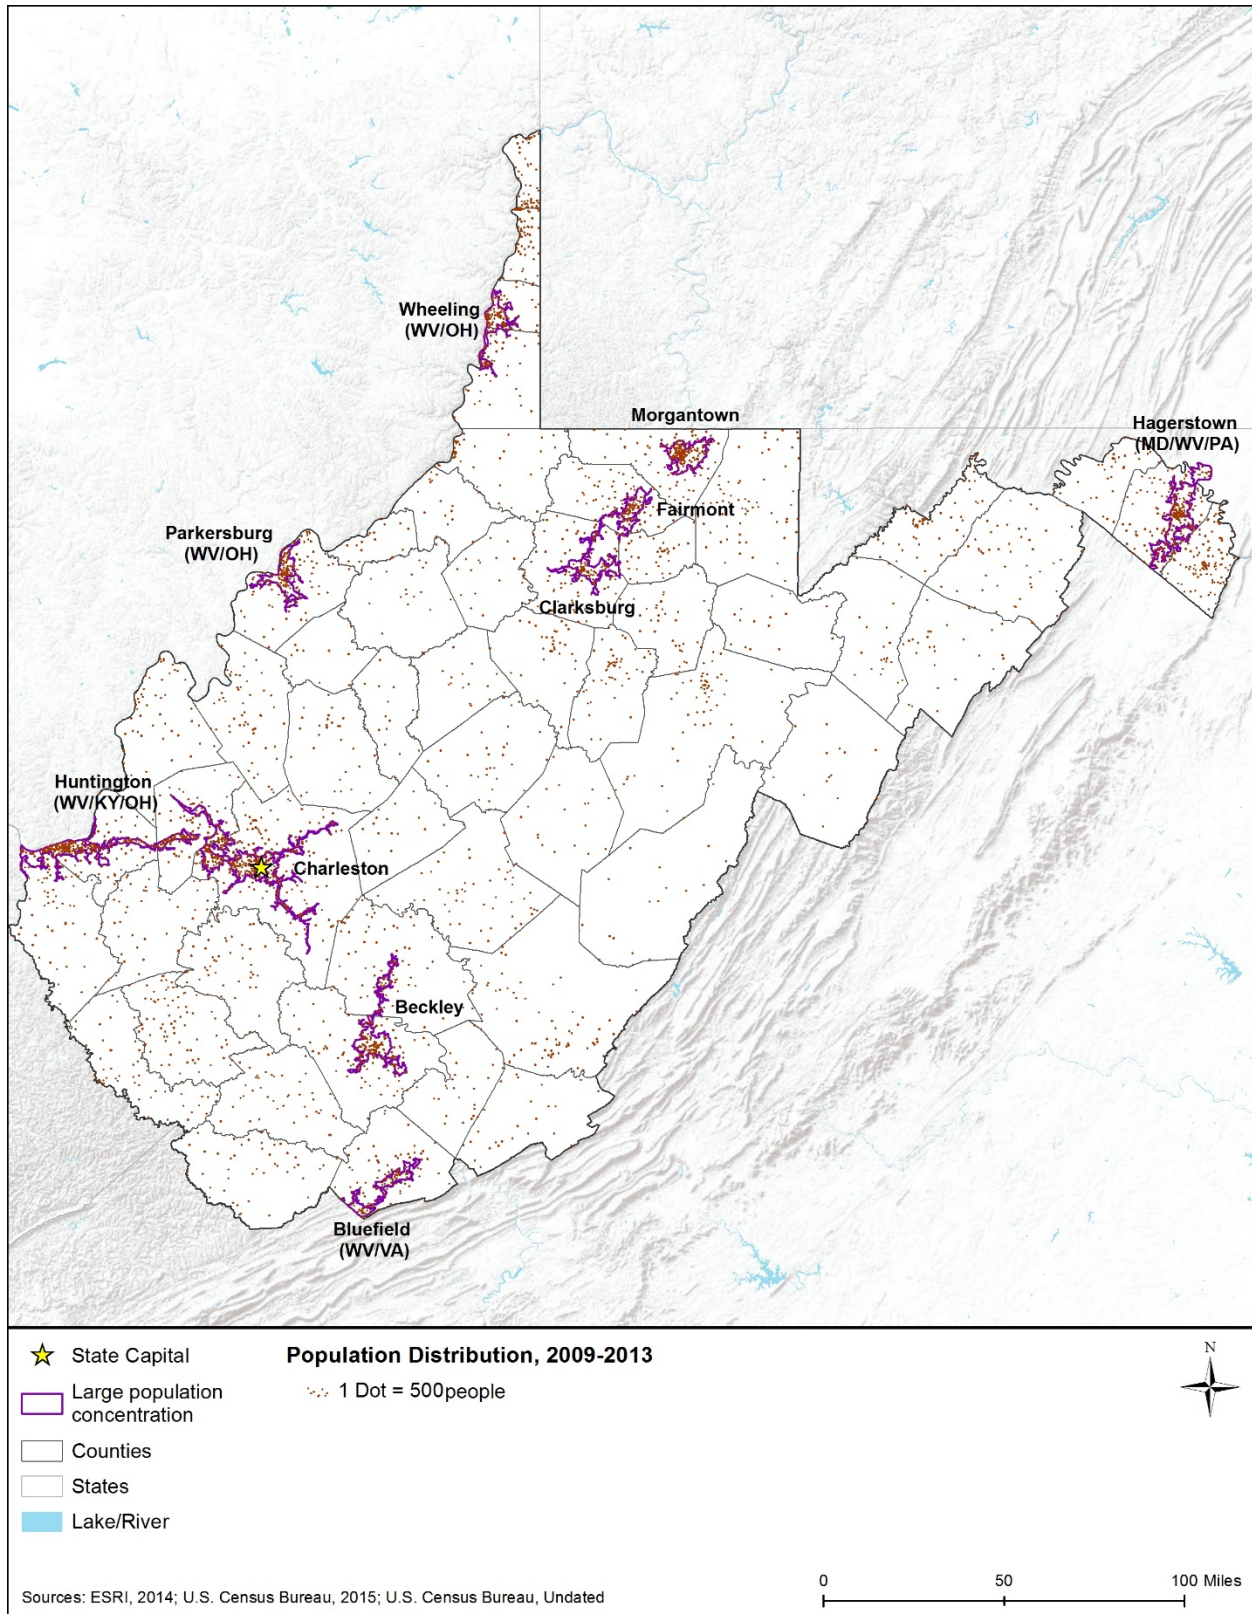 Wheeling
(WV/OH)
Morgantown
Hagerstown
(MD/WV/PA)
Fairmont
Parkersburg
(WV/OH)
Clarksburg
Huntington
(WV/KY/OH)
Charleston
Beckley
Bluefield
(WV/VA)
State Capital
Large population
concentration
Counties
States
Lake/River
Population Distribution, 2009-2013
1 Dot = 500people
N
Sources: ESRI, 2014; U.S. Census Bureau, 2015; U.S. Census Bureau, Undated
0 50 100 Miles